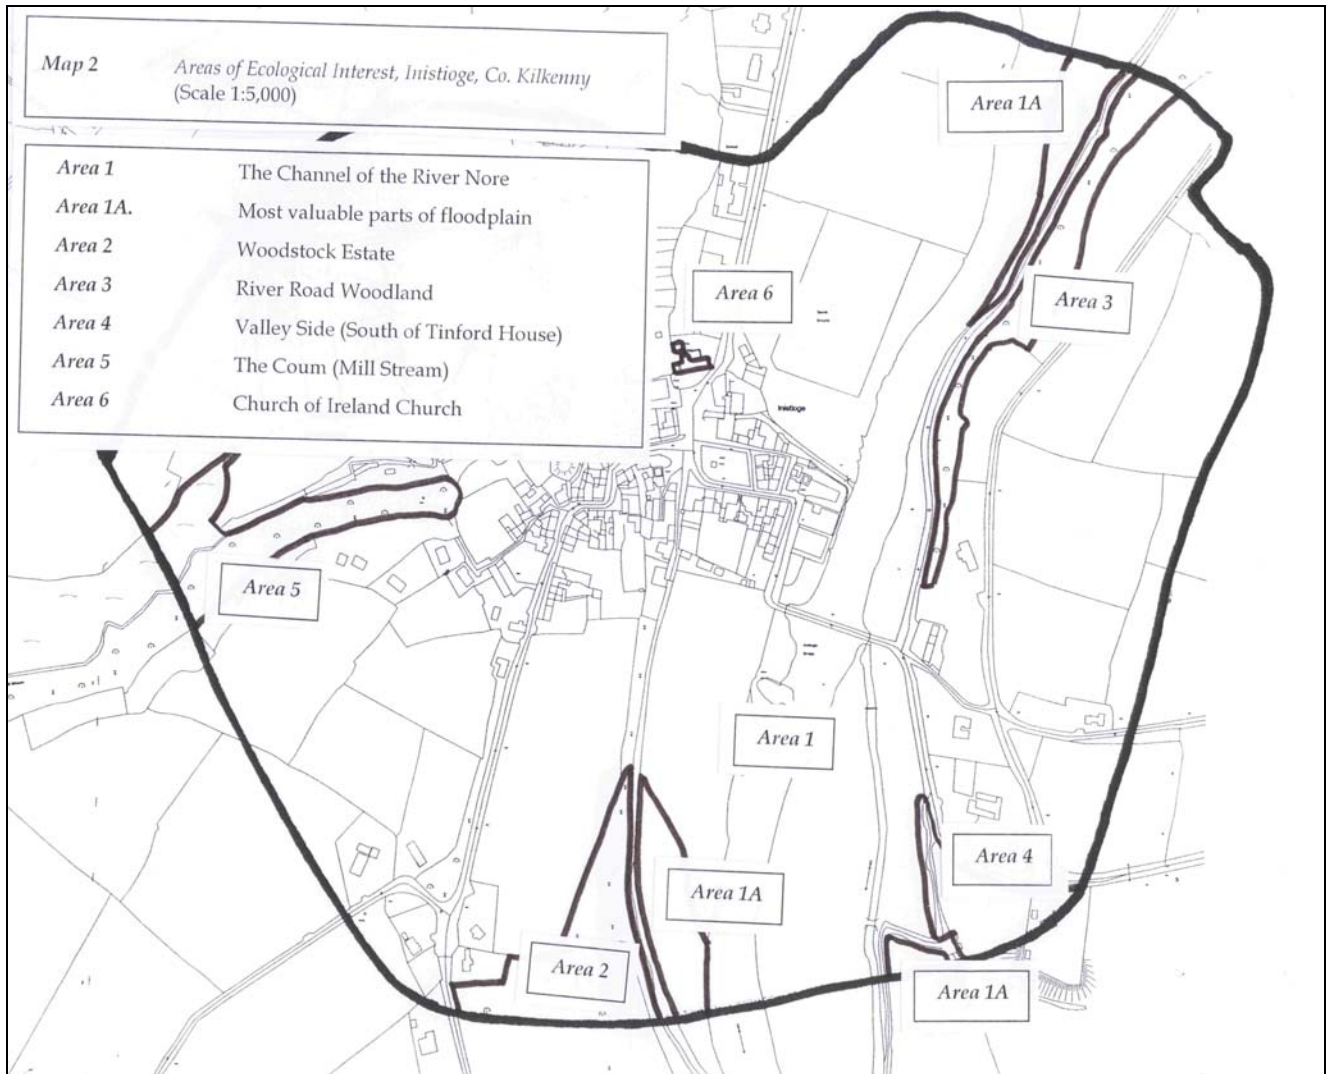 Map 2 Areas of Ecological Interest, Inistioge, Co. Kilkenny
(Scale 1:5,000)
Area 1 The Channel of the River Nore
Area 1A. Most valuable parts of floodplain
Area 2 Woodstock Estate
Area 3 River Road Woodland
Area 4 Valley Side (South of Tinford House)
Area 5 The Coum (Mill Stream)
Area 6 Church of Ireland Church
Area 1A
Area 6
Area 3
Inistioge
Area 5
Area 1
Area 4
Area 1A
Area 2
Area 1A